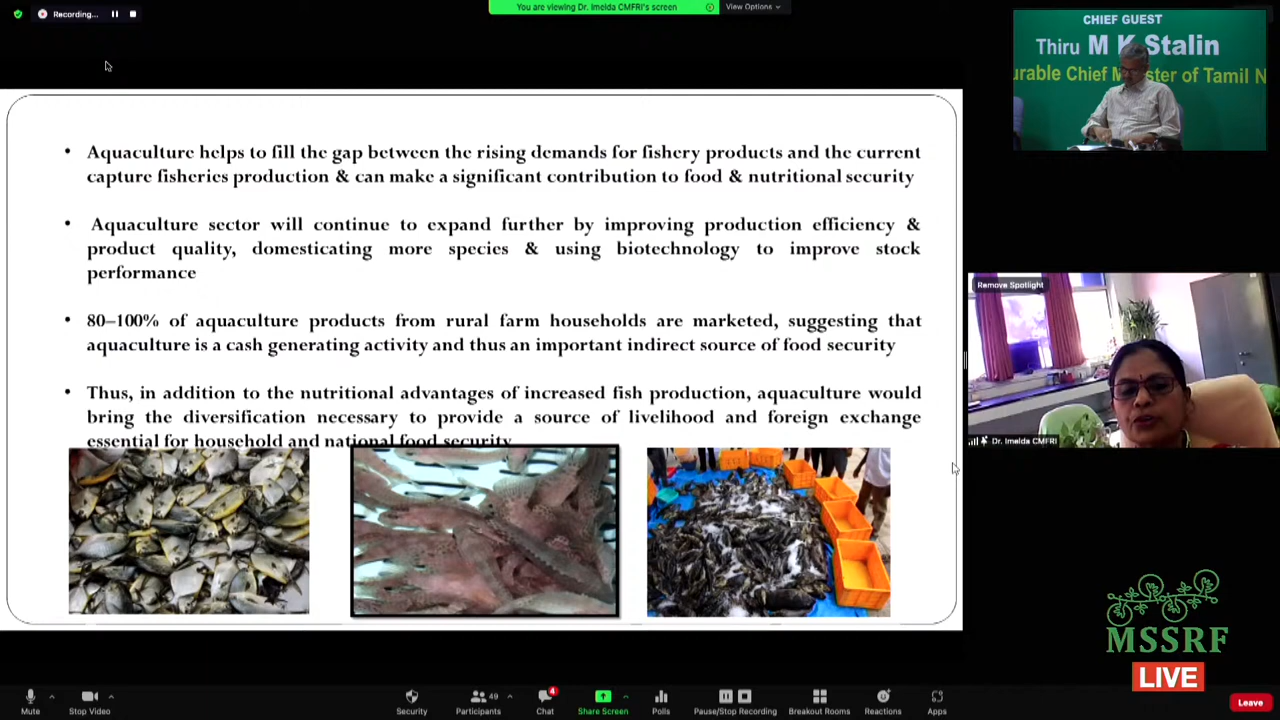 Recording...
You are viewing Dr. Imelda CMFRI's screen
View Options
CHIEF GUEST
Thiru M K Stalin
urable Chief M ster of Tamil N
• Aquaculture helps to fill the gap between the rising demands for fishery products and the current
capture fisheries production & can make a significant contribution to food & nutritional security
• Aquaculture sector will continue to expand further by improving production efficiency &
product quality, domesticating more species & using biotechnology to improve stock
performance
• 80–100% of aquaculture products from rural farm households are marketed, suggesting that
aquaculture is a cash generating activity and thus an important indirect source of food security
• Thus, in addition to the nutritional advantages of increased fish production, aquaculture would
bring the diversification necessary to provide a source of livelihood and foreign exchange
essential for household and national food security
Remove Spotlight
Dr. Imelda CMFRI
MSSRF
LIVE
Mute
Stop Video
Security
49
Participants
4
Chat
Share Screen
Polls
Pause/Stop Recording
Breakout Rooms
Reactions
Apps
Leave